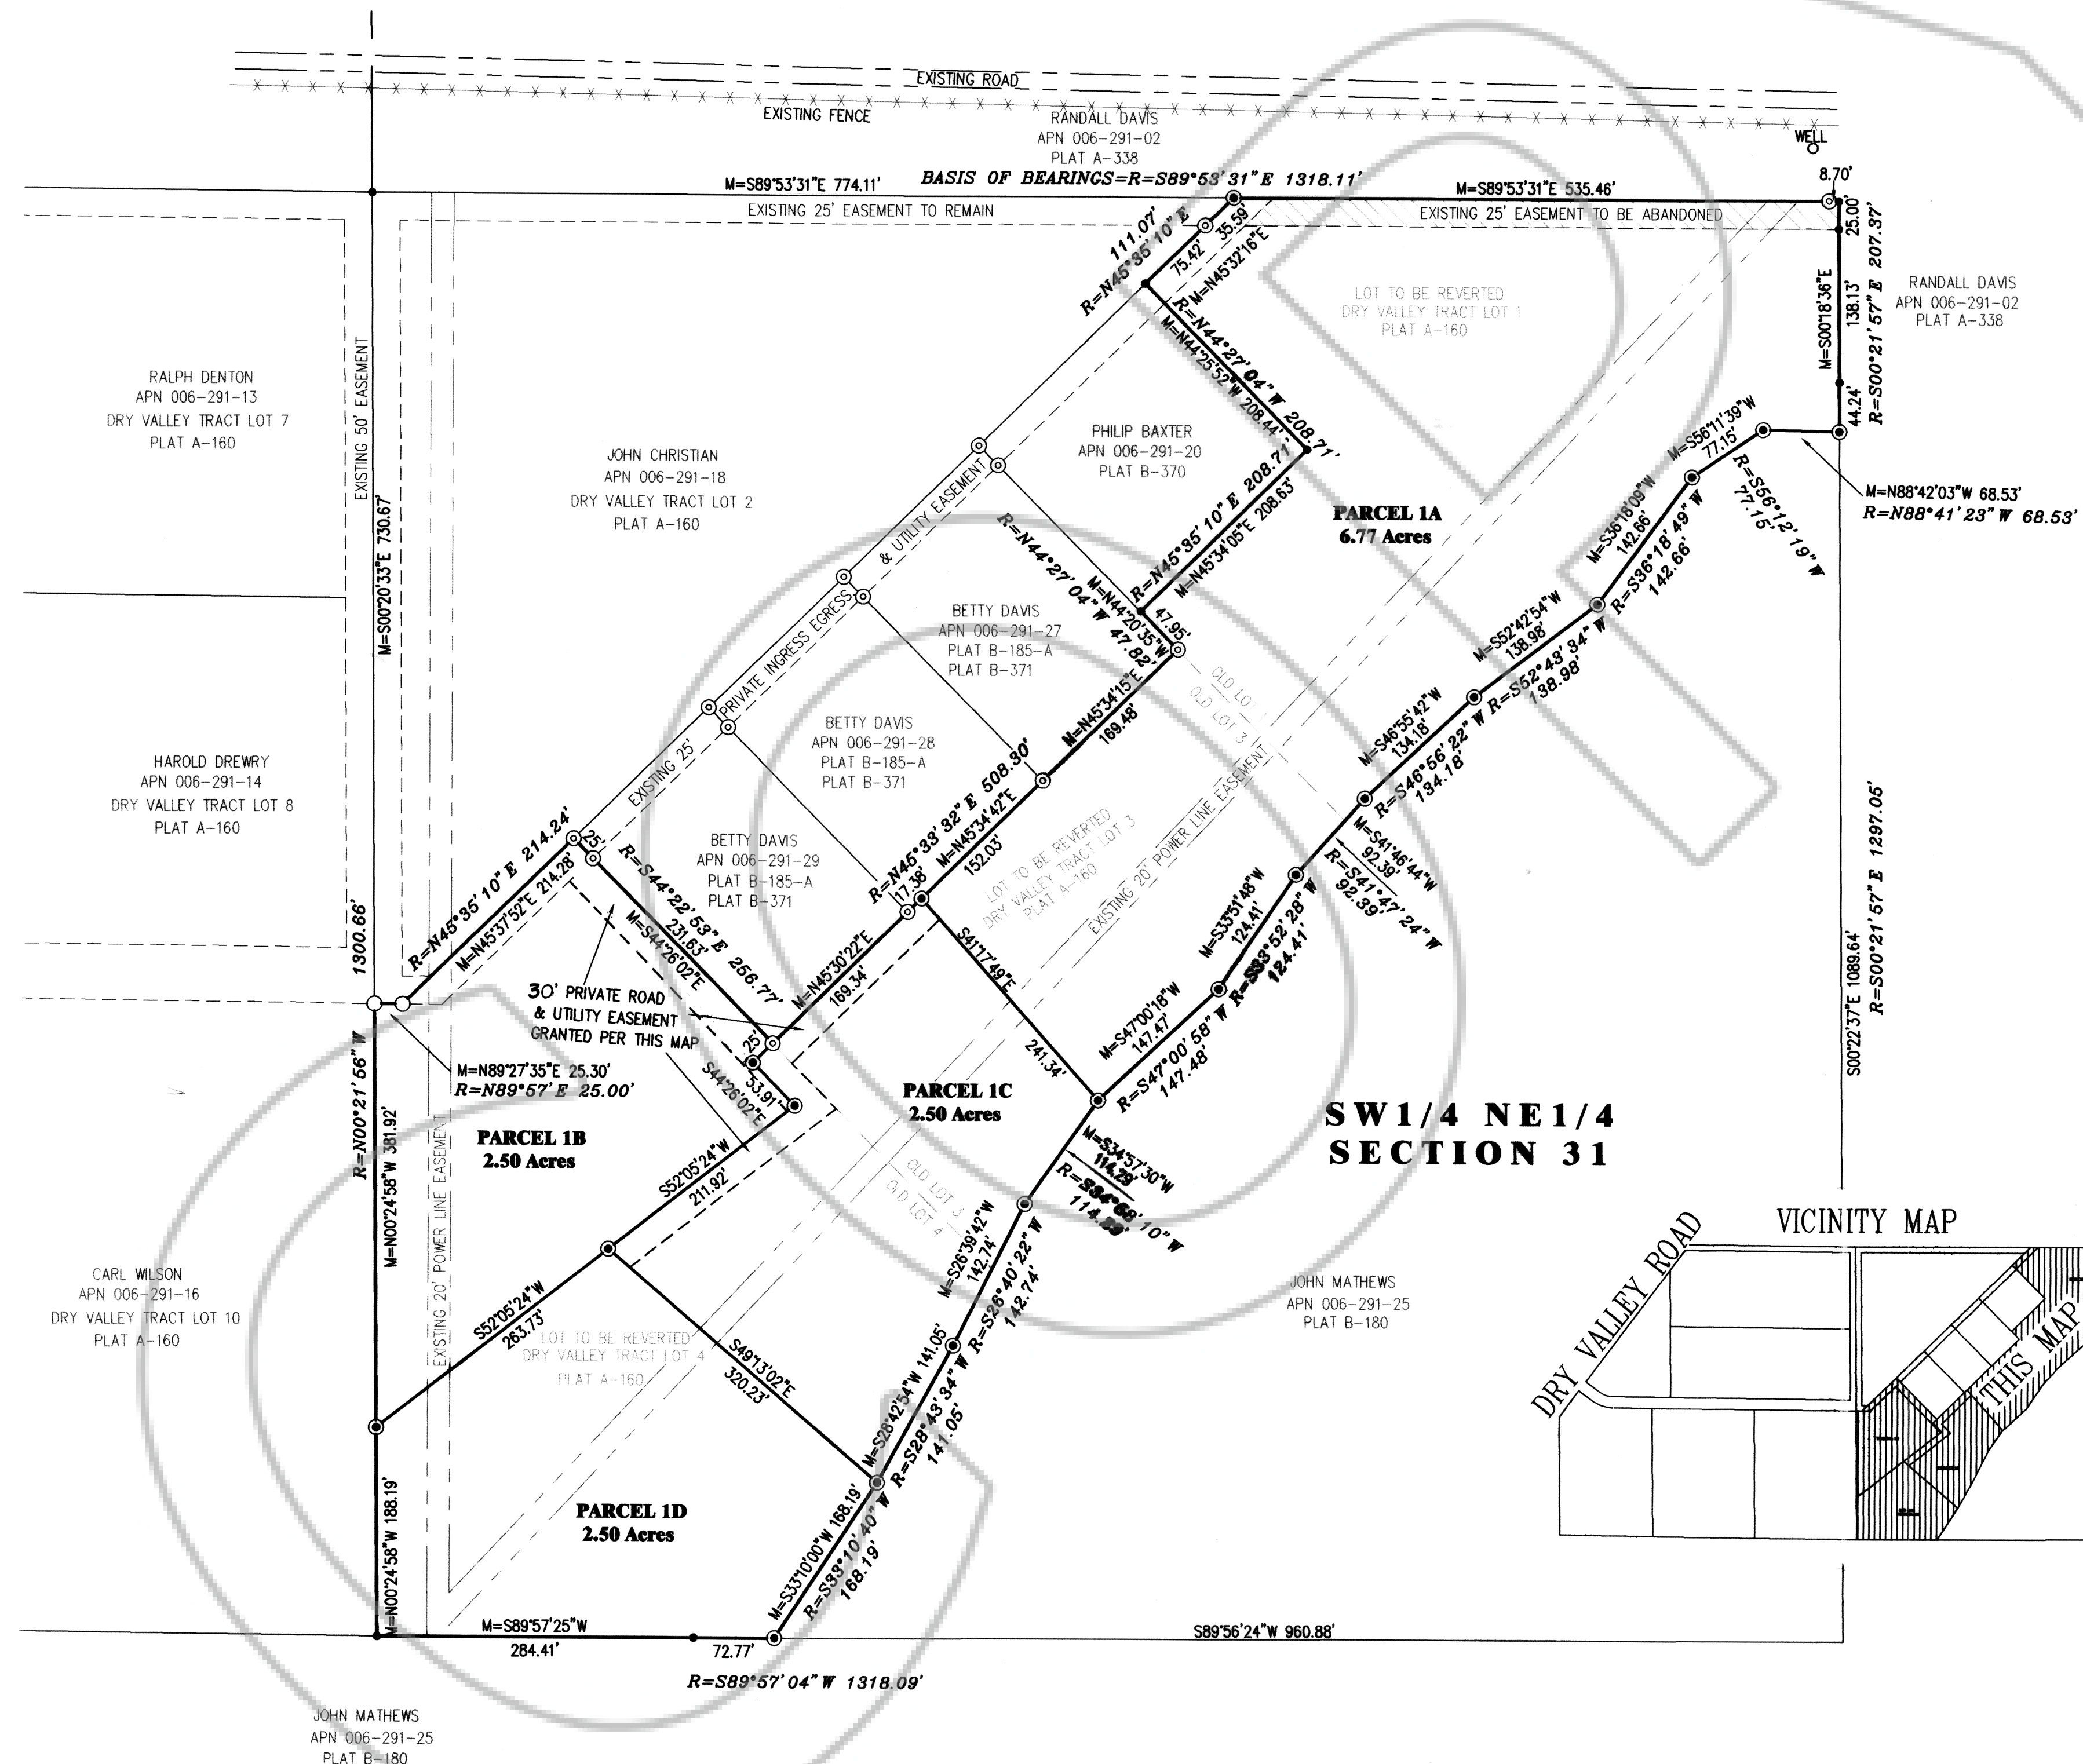 EXISTING ROAD
EXISTING FENCE
RANDALL DAVIS
APN 006-291-02
PLAT A-338
WELL
8.70'
M=S89°53'31"E 774.11'
BASIS OF BEARINGS=R=S89°53'31"E 1318.11'
M=S89°53'31"E 535.46'
EXISTING 25' EASEMENT TO REMAIN
EXISTING 25' EASEMENT TO BE ABANDONED
25.00'
R=S00°21'57"E 207.37'
M=S00°18'36"E
138.13'
44.24'
RANDALL DAVIS
APN 006-291-02
PLAT A-338
111.07'
R=N45°35'10"E
35.59'
75.42'
M=N45°32'16"E
LOT TO BE REVERTED
DRY VALLEY TRACT LOT 1
PLAT A-160
R=N44°27'04"W 208.71'
M=N44°25'52"W 208.44'
RALPH DENTON
APN 006-291-13
DRY VALLEY TRACT LOT 7
PLAT A-160
EXISTING 50' EASEMENT
M=S00°20'33"E 730.67'
JOHN CHRISTIAN
APN 006-291-18
DRY VALLEY TRACT LOT 2
PLAT A-160
PHILIP BAXTER
APN 006-291-20
PLAT B-370
R=N45°35'10"E 208.71'
M=N45°34'05"E 208.63'
PARCEL 1A
6.77 Acres
M=S56°11'39"W
77.15'
R=S56°12'19"W
77.15'
M=N88°42'03"W 68.53'
R=N88°41'23"W 68.53'
M=S36°18'09"W
142.66'
R=S36°18'49"W
142.66'
EXISTING 25' PRIVATE INGRESS EGRESS & UTILITY EASEMENT
R=N44°27'04"W 47.82'
M=N44°20'35"W
47.95'
BETTY DAVIS
APN 006-291-27
PLAT B-185-A
PLAT B-371
M=S52°42'54"W
138.98'
R=S52°43'34"W
138.98'
M=N45°34'15"E
169.48'
OLD LOT 3
BETTY DAVIS
APN 006-291-28
PLAT B-185-A
PLAT B-371
M=S46°55'42"W
134.18'
R=S46°56'22"W
134.18'
HAROLD DREWRY
APN 006-291-14
DRY VALLEY TRACT LOT 8
PLAT A-160
R=N45°33'32"E 508.30'
M=N45°34'42"E
152.03'
17.38'
LOT TO BE REVERTED
DRY VALLEY TRACT LOT 3
PLAT A-160
EXISTING 20' POWER LINE EASEMENT
M=S41°46'44"W
92.39'
R=S41°47'24"W
92.39'
BETTY DAVIS
APN 006-291-29
PLAT B-185-A
PLAT B-371
1300.66'
R=N45°35'10"E 214.24'
M=N45°37'52"E 214.28'
25'
R=S44°22'53"E 256.77'
231.63'
M=S44°26'02"E
M=S33°51'48"W
124.41'
R=S33°52'28"W
124.41'
R=S00°21'57"E 1297.05'
S00°22'37"E 1089.64'
M=N45°30'22"E
169.34'
S41°17'49"E
241.34'
30' PRIVATE ROAD
& UTILITY EASEMENT
GRANTED PER THIS MAP
M=S47°00'18"W
147.47'
R=S47°00'58"W
147.48'
R=N00°21'56"W
M=N89°27'35"E 25.30'
R=N89°57'E 25.00'
25'
53.91'
S44°26'02"E
PARCEL 1C
2.50 Acres
SW1/4 NE1/4
SECTION 31
M=N00°24'58"W 381.92'
PARCEL 1B
2.50 Acres
EXISTING 20' POWER LINE EASEMENT
S52°05'24"W
211.92'
OLD LOT 3
OLD LOT 4
M=S34°57'30"W
114.29'
R=S34°58'10"W
M=S26°39'42"W
142.74'
R=S26°40'22"W
142.74'
CARL WILSON
APN 006-291-16
DRY VALLEY TRACT LOT 10
PLAT A-160
S52°05'24"W
263.73'
LOT TO BE REVERTED
DRY VALLEY TRACT LOT 4
PLAT A-160
S49°13'02"E
320.23'
JOHN MATHEWS
APN 006-291-25
PLAT B-180
VICINITY MAP
DRY VALLEY ROAD
THIS MAP
M=S28°42'54"W 141.05'
R=S28°43'34"W
141.05'
M=N00°24'58"W 188.19'
PARCEL 1D
2.50 Acres
M=S33°10'00"W 168.19'
R=S33°10'40"W
168.19'
M=S89°57'25"W
284.41'
72.77'
S89°56'24"W 960.88'
R=S89°57'04"W 1318.09'
JOHN MATHEWS
APN 006-291-25
PLAT B-180